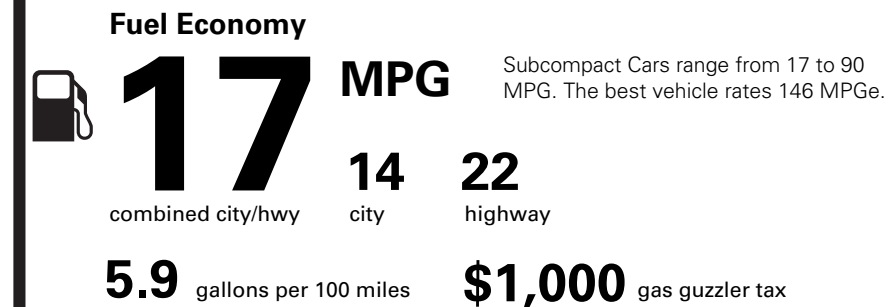 Fuel Economy
17 MPG
Subcompact Cars range from 17 to 90
MPG. The best vehicle rates 146 MPGe.
14 22
combined city/hwy city highway
5.9 gallons per 100 miles $1,000 gas guzzler tax